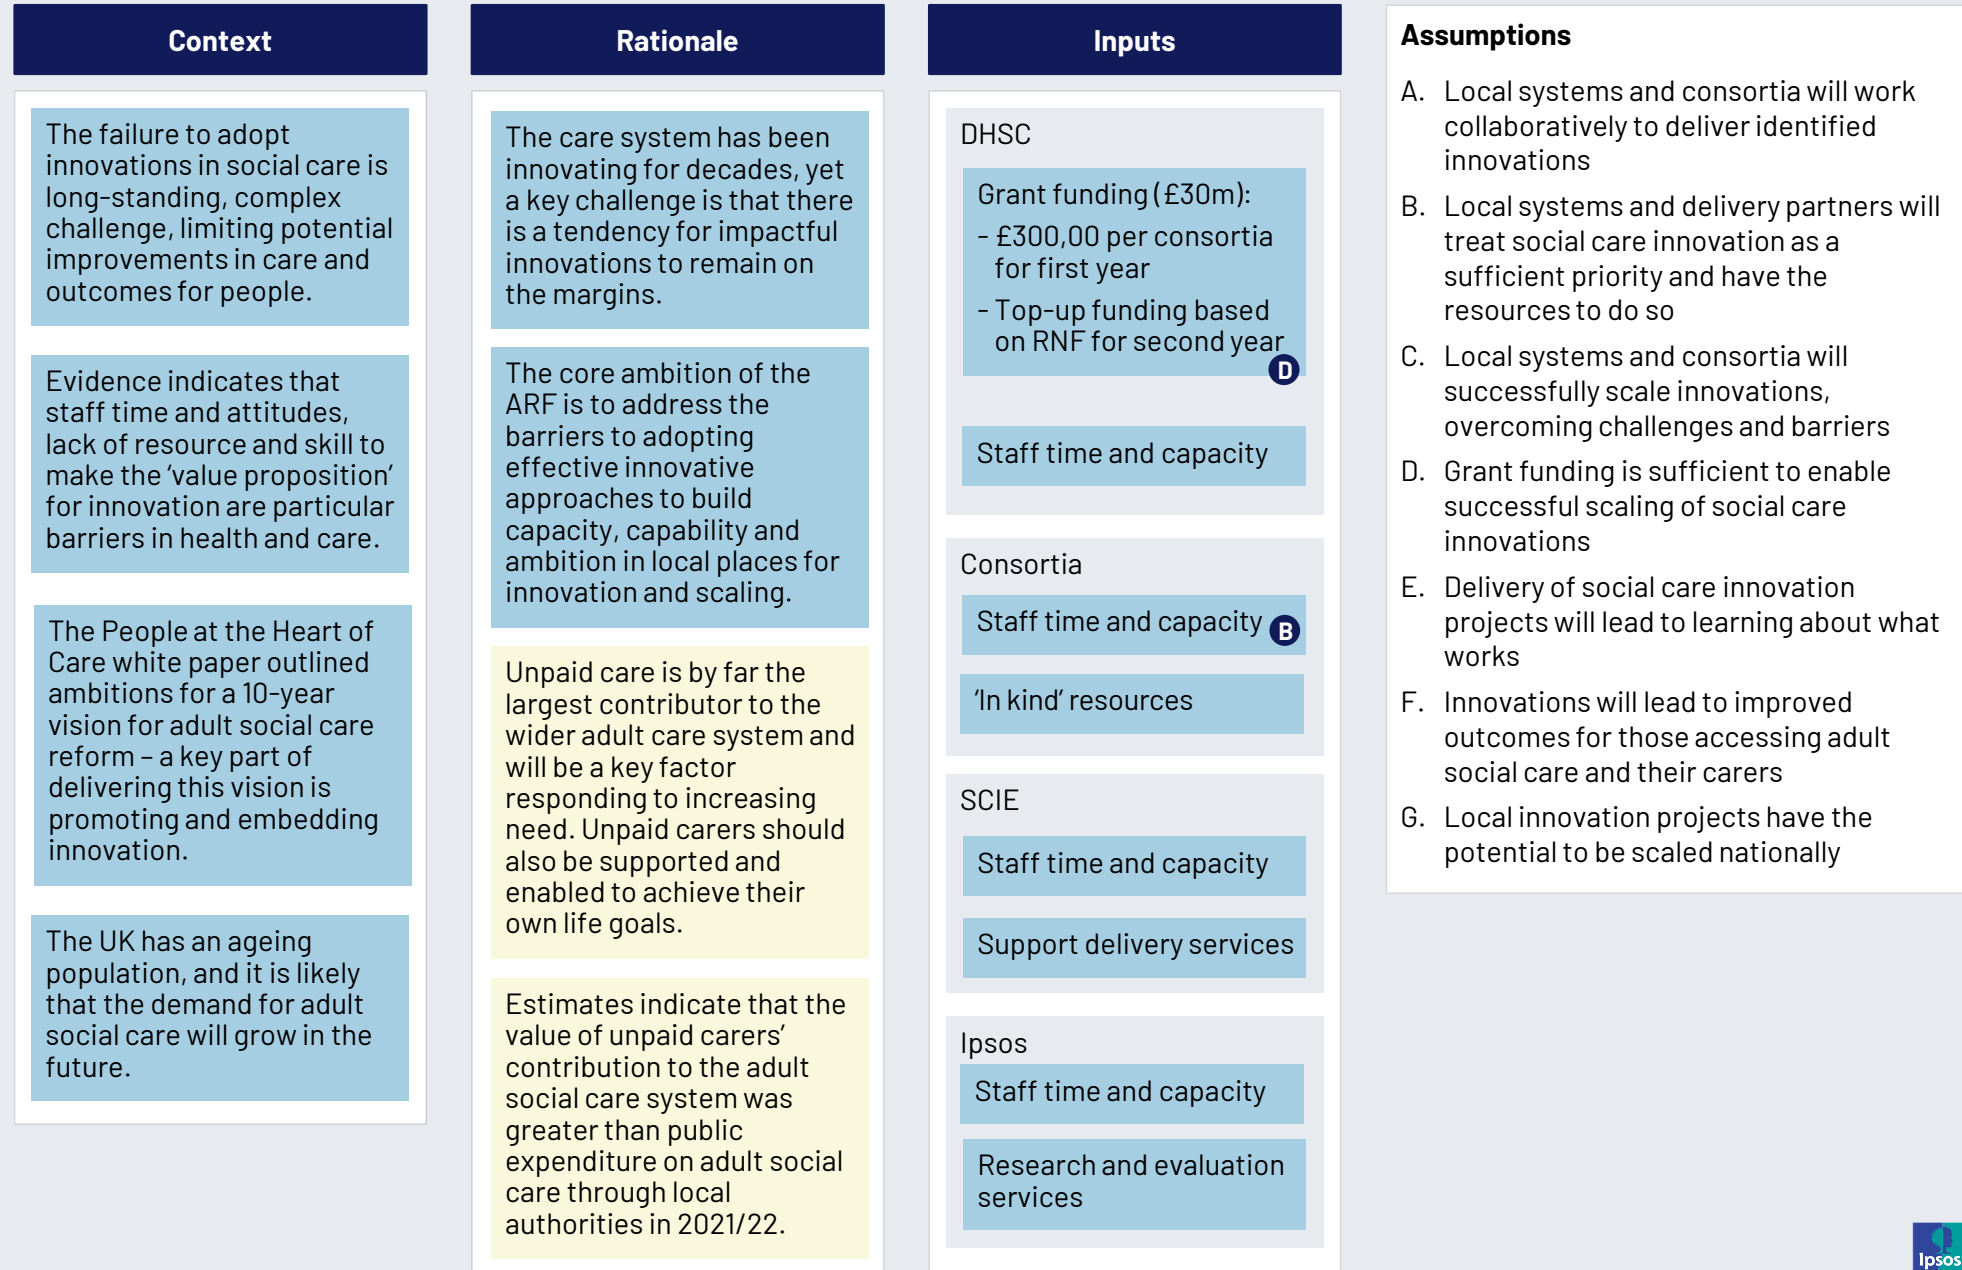 Context
The failure to adopt
innovations in social care is
long-standing, complex
challenge, limiting potential
improvements in care and
outcomes for people.
Evidence indicates that
staff time and attitudes,
lack of resource and skill to
make the ‘value proposition’
for innovation are particular
barriers in health and care.
The People at the Heart of
Care white paper outlined
ambitions for a 10-year
vision for adult social care
reform – a key part of
delivering this vision is
promoting and embedding
innovation.
The UK has an ageing
population, and it is likely
that the demand for adult
social care will grow in the
future.
Rationale
The care system has been
innovating for decades, yet
a key challenge is that there
is a tendency for impactful
innovations to remain on
the margins.
The core ambition of the
ARF is to address the
barriers to adopting
effective innovative
approaches to build
capacity, capability and
ambition in local places for
innovation and scaling.
Unpaid care is by far the
largest contributor to the
wider adult care system and
will be a key factor
responding to increasing
need. Unpaid carers should
also be supported and
enabled to achieve their
own life goals.
Estimates indicate that the
value of unpaid carers’
contribution to the adult
social care system was
greater than public
expenditure on adult social
care through local
authorities in 2021/22.
Inputs
DHSC
Grant funding (£30m):
- £300,00 per consortia
for first year
- Top-up funding based
on RNF for second year
D
Staff time and capacity
Consortia
Staff time and capacity B
‘In kind’ resources
SCIE
Staff time and capacity
Support delivery services
Ipsos
Staff time and capacity
Research and evaluation
services
Assumptions
A. Local systems and consortia will work
collaboratively to deliver identified
innovations
B. Local systems and delivery partners will
treat social care innovation as a
sufficient priority and have the
resources to do so
C. Local systems and consortia will
successfully scale innovations,
overcoming challenges and barriers
D. Grant funding is sufficient to enable
successful scaling of social care
innovations
E. Delivery of social care innovation
projects will lead to learning about what
works
F. Innovations will lead to improved
outcomes for those accessing adult
social care and their carers
G. Local innovation projects have the
potential to be scaled nationally
Ipsos